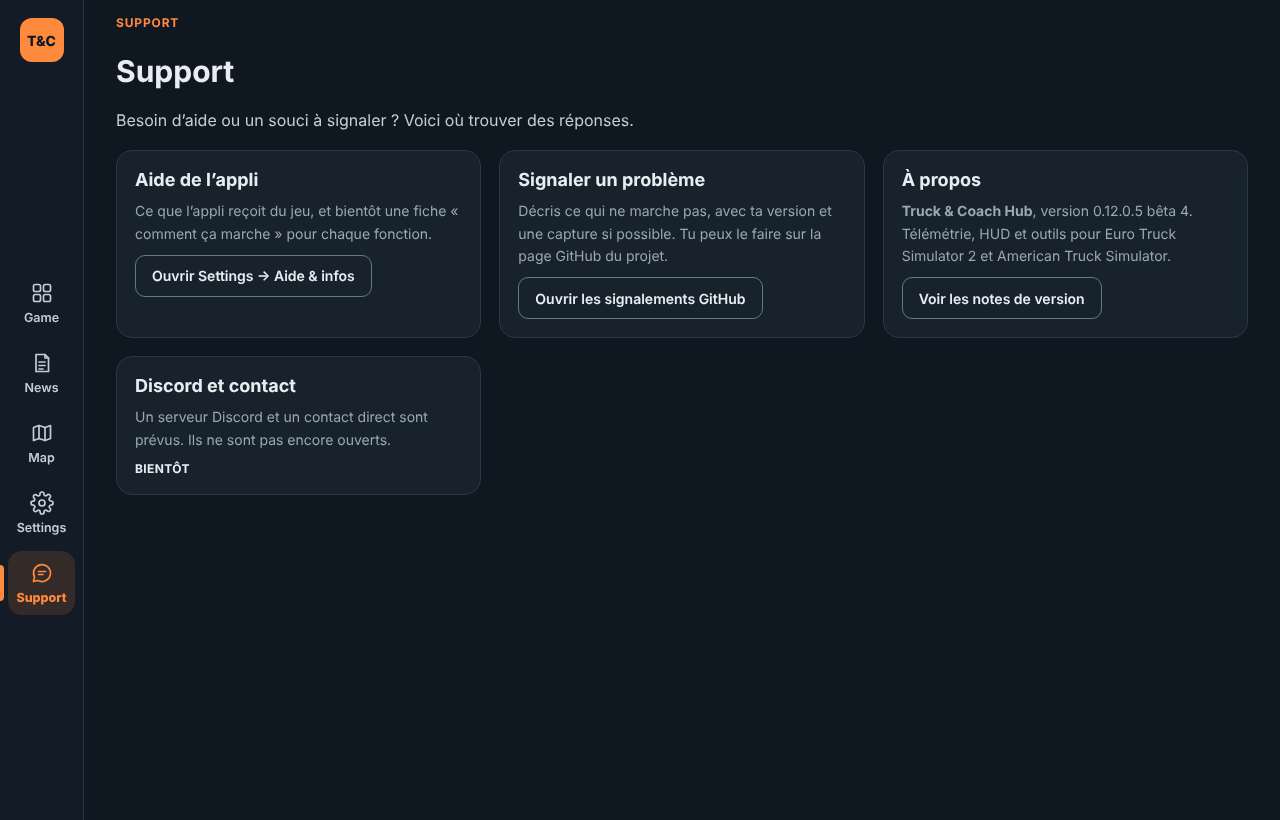 T&C
SUPPORT
Support
Besoin d’aide ou un souci à signaler ? Voici où trouver des réponses.
Aide de l’appli
Ce que l’appli reçoit du jeu, et bientôt une fiche «
comment ça marche » pour chaque fonction.
Ouvrir Settings → Aide & infos
Signaler un problème
Décris ce qui ne marche pas, avec ta version et
une capture si possible. Tu peux le faire sur la
page GitHub du projet.
Ouvrir les signalements GitHub
À propos
Truck & Coach Hub, version 0.12.0.5 bêta 4.
Télémétrie, HUD et outils pour Euro Truck
Simulator 2 et American Truck Simulator.
Voir les notes de version
Discord et contact
Un serveur Discord et un contact direct sont
prévus. Ils ne sont pas encore ouverts.
BIENTÔT
Game
News
Map
Settings
Support